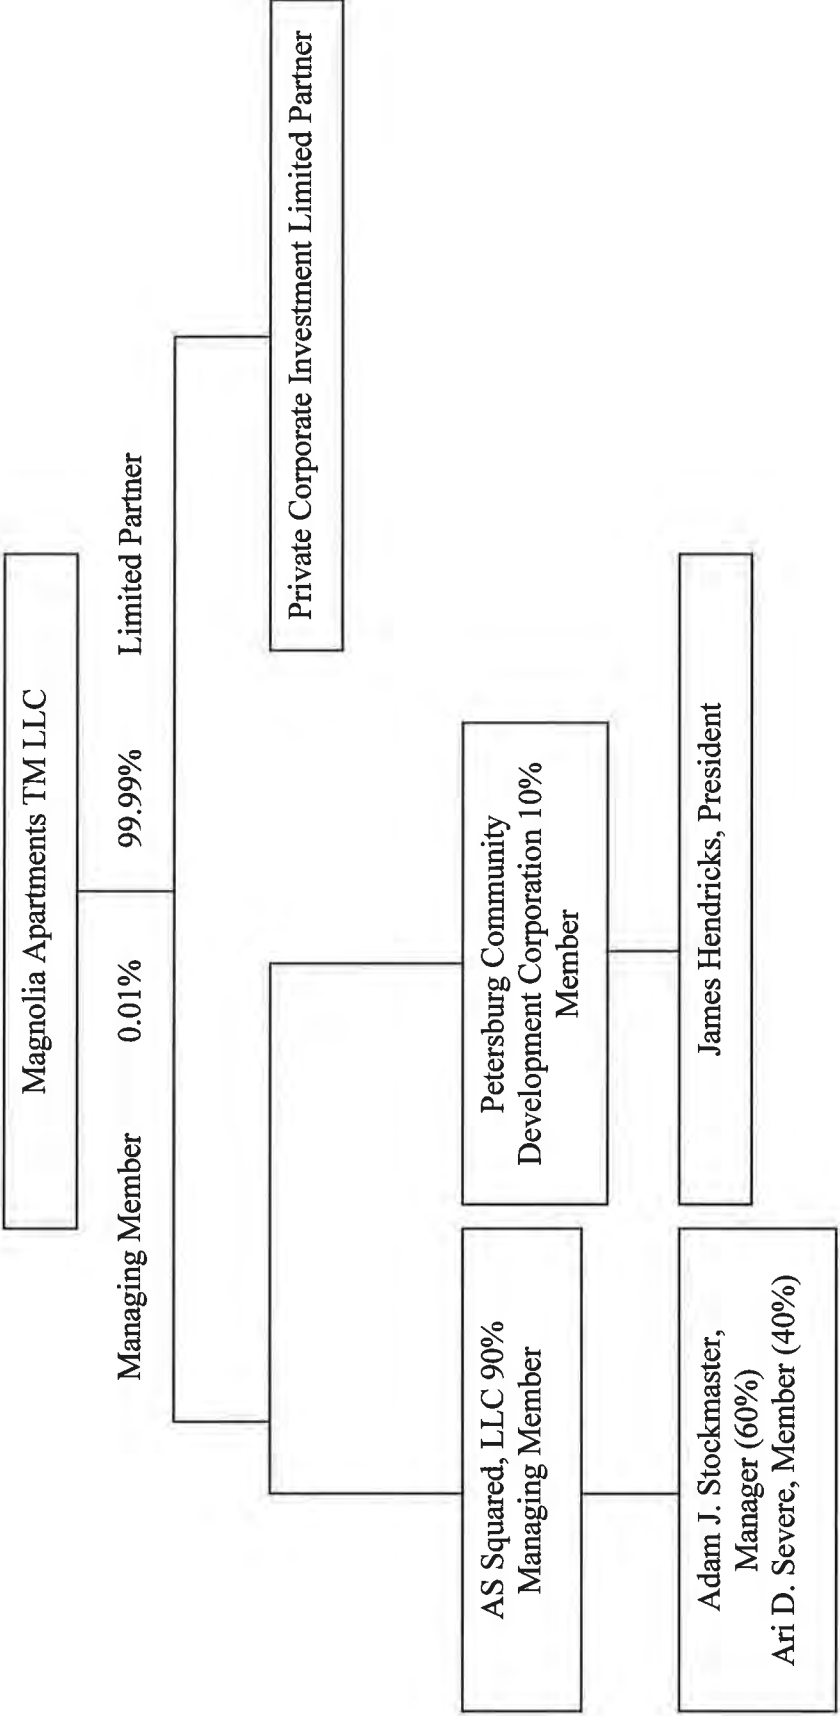 Magnolia Apartments TM LLC
Managing Member 0.01% 99.99% Limited Partner
Private Corporate Investment Limited Partner
AS Squared, LLC 90%
Managing Member
Petersburg Community
Development Corporation 10%
Member
Adam J. Stockmaster,
Manager (60%)
Ari D. Severe, Member (40%)
James Hendricks, President